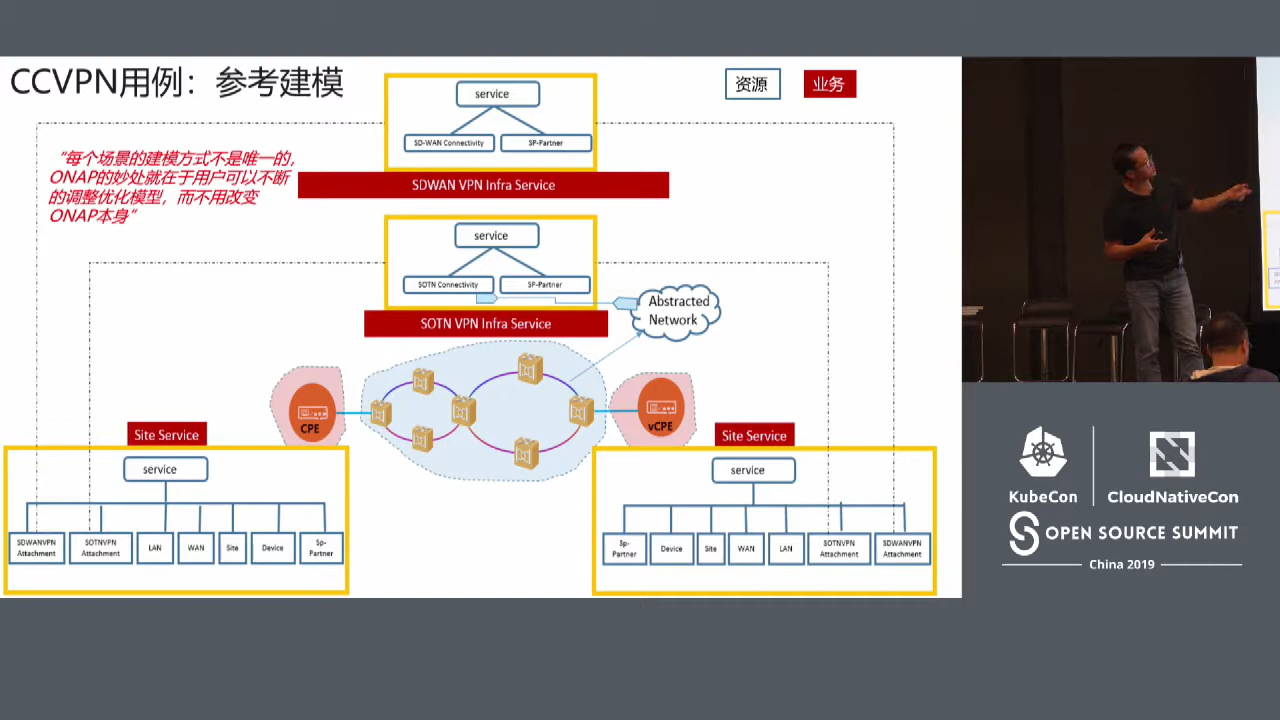 CCVPN用例：参考建模
资源
业务
“每个场景的建模方式不是唯一的，
ONAP的妙处就在于用户可以不断
的调整优化模型，而不用改变
ONAP本身”
service
SD-WAN Connectivity
SP-Partner
SDWAN VPN Infra Service
service
SOTN Connectivity
SP-Partner
SOTN VPN Infra Service
Abstracted
Network
CPE
vCPE
Site Service
service
SDWANVPN
Attachment
SOTNVPN
Attachment
LAN
WAN
Site
Device
Sp-
Partner
Site Service
service
Sp-
Partner
Device
Site
WAN
LAN
SOTNVPN
Attachment
SDWANVPN
Attachment
KubeCon
CloudNativeCon
OPEN SOURCE SUMMIT
China 2019